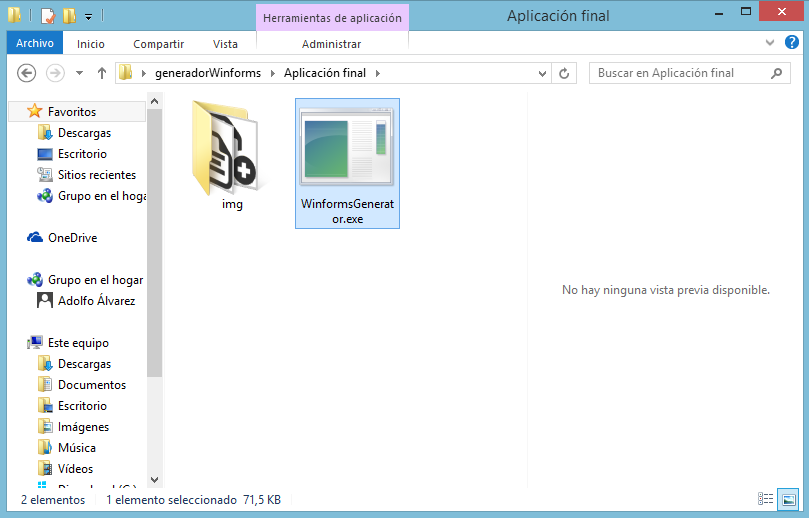 Herramientas de aplicación
Aplicación final
Archivo
Inicio
Compartir
Vista
Administrar
generadorWinforms
Aplicación final
Buscar en Aplicación final
Favoritos
Descargas
Escritorio
Sitios recientes
Grupo en el hoga
OneDrive
Grupo en el hogar
Adolfo Álvarez
Este equipo
Descargas
Documentos
Escritorio
Imágenes
Música
Vídeos
img
WinformsGenerat
or.exe
No hay ninguna vista previa disponible.
2 elementos
1 elemento seleccionado 71,5 KB